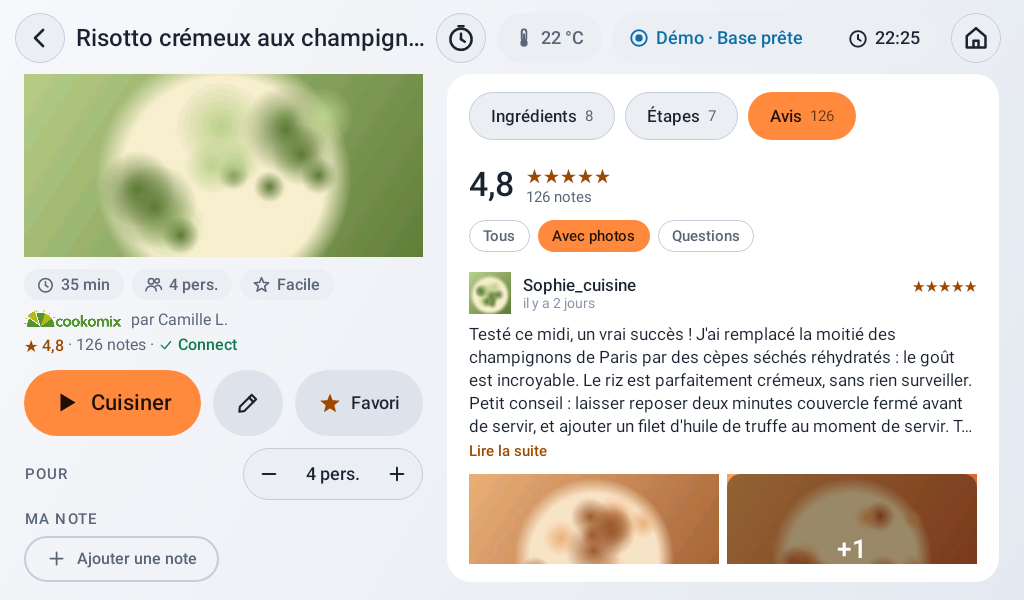 Risotto crémeux aux champign...
22 °C
Démo · Base prête
22:25
35 min
4 pers.
Facile
cookomix par Camille L.
4,8 · 126 notes · Connect
Cuisiner
Favori
POUR
4 pers.
MA NOTE
Ajouter une note
Ingrédients 8
Étapes 7
Avis 126
4,8
126 notes
Tous
Avec photos
Questions
Sophie_cuisine
il y a 2 jours
Testé ce midi, un vrai succès ! J'ai remplacé la moitié des
champignons de Paris par des cèpes séchés réhydratés : le goût
est incroyable. Le riz est parfaitement crémeux, sans rien surveiller.
Petit conseil : laisser reposer deux minutes couvercle fermé avant
de servir, et ajouter un filet d'huile de truffe au moment de servir. T...
Lire la suite
+1